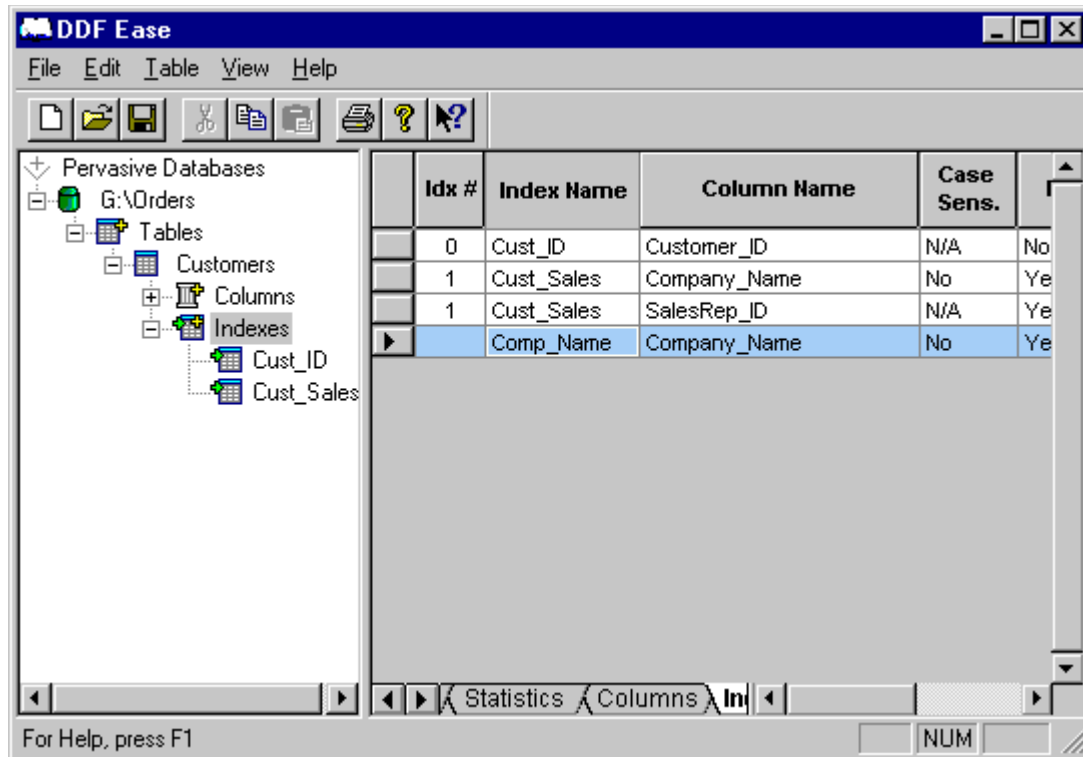 DDF Ease
File Edit Table View Help
Pervasive Databases
G:\Orders
Tables
Customers
Columns
Indexes
Cust_ID
Cust_Sales
Idx # Index Name Column Name Case Sens.
0 Cust_ID Customer_ID N/A No
1 Cust_Sales Company_Name No Ye
1 Cust_Sales SalesRep_ID N/A Ye
Comp_Name Company_Name No Ye
Statistics Columns In
For Help, press F1 NUM